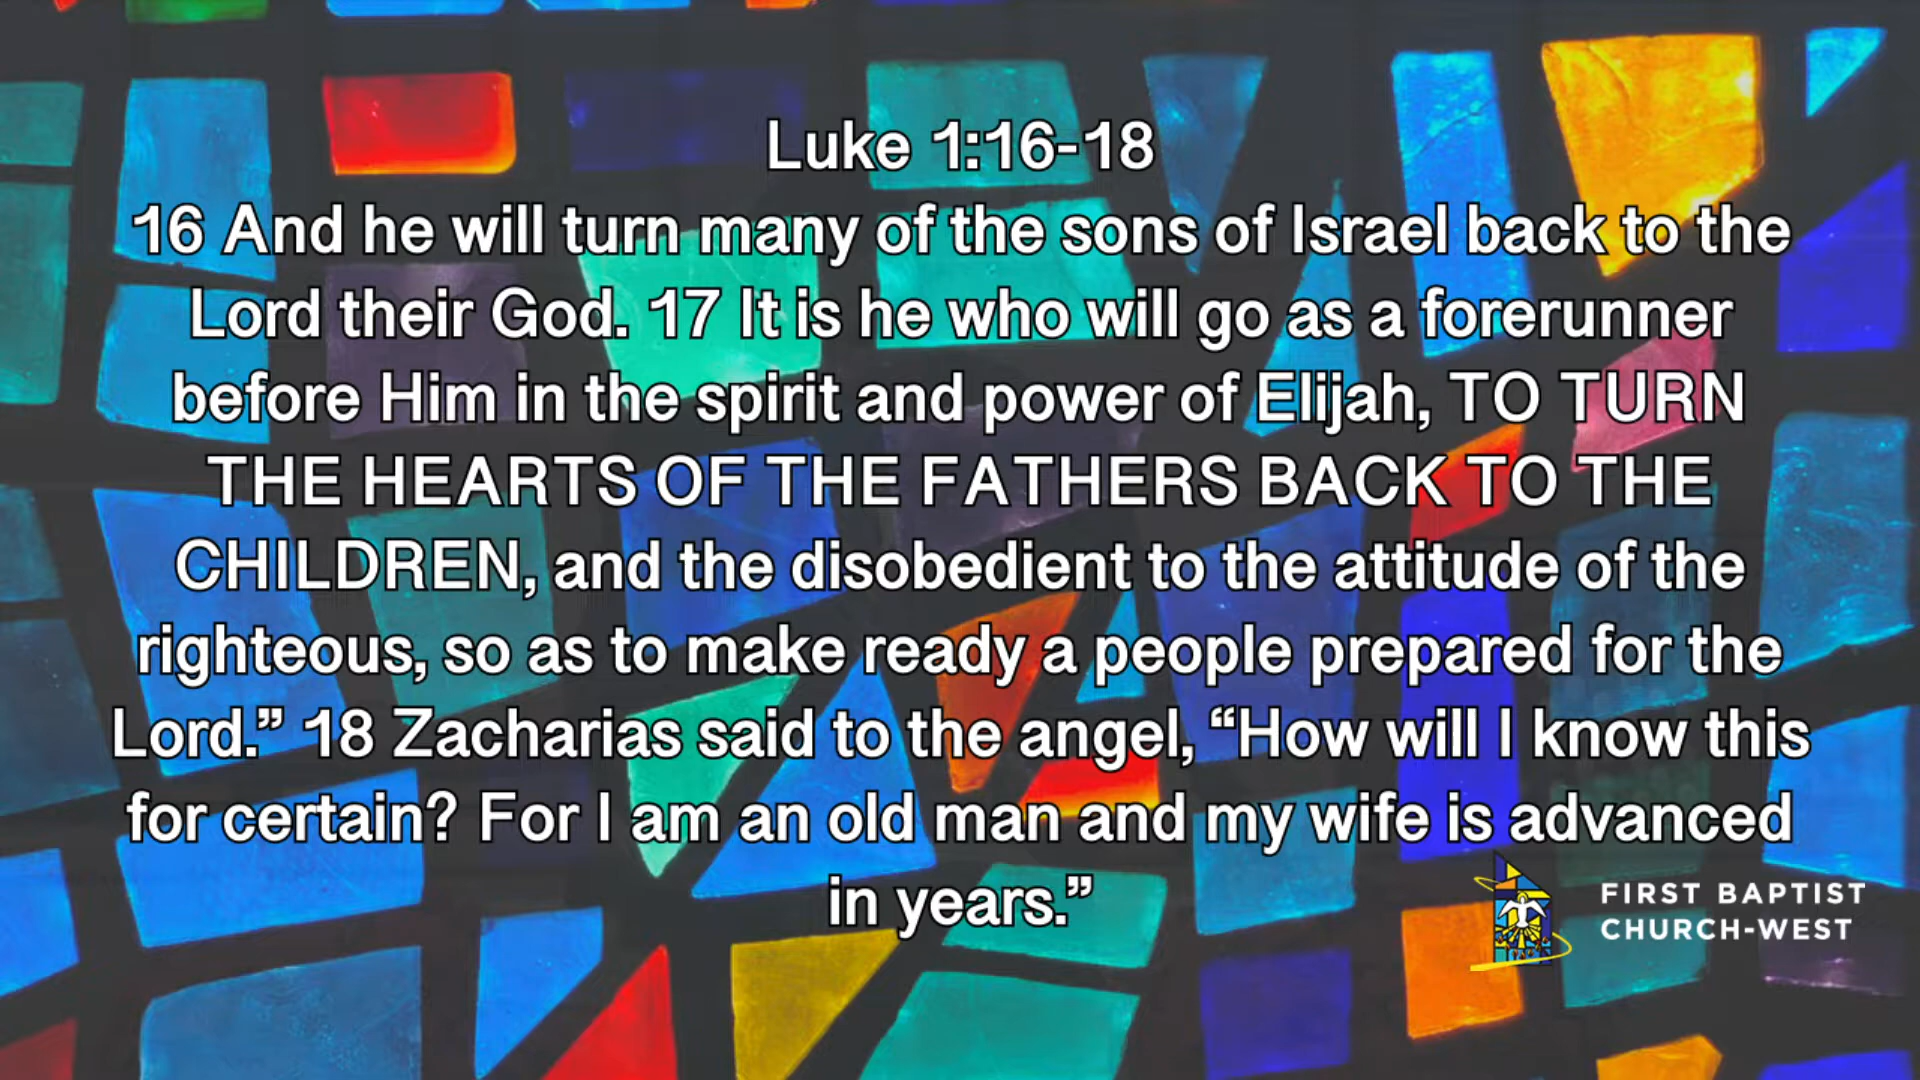 Luke 1:16-18
16 And he will turn many of the sons of Israel back to the
Lord their God. 17 It is he who will go as a forerunner
before Him in the spirit and power of Elijah, TO TURN
THE HEARTS OF THE FATHERS BACK TO THE
CHILDREN, and the disobedient to the attitude of the
righteous, so as to make ready a people prepared for the
Lord.” 18 Zacharias said to the angel, “How will I know this
for certain? For I am an old man and my wife is advanced
in years.”
FIRST BAPTIST
CHURCH-WEST